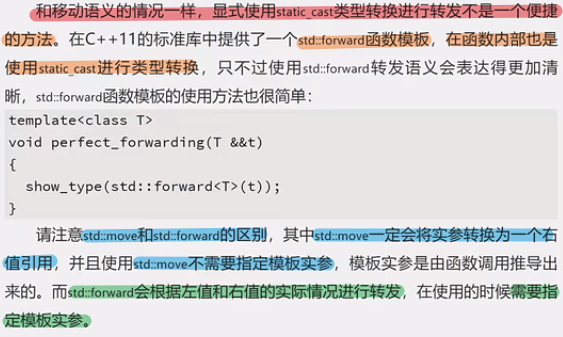 和移动语义的情况一样，显式使用static_cast类型转换进行转发不是一个便捷
的方法。在C++11的标准库中提供了一个std::forward函数模板，在函数内部也是
使用static_cast进行类型转换，只不过使用std::forward转发语义会表达得更加清
晰，std::forward函数模板的使用方法也很简单：
template<class T>
void perfect_forwarding(T &&t)
{
  show_type(std::forward<T>(t));
}
请注意std::move和std::forward的区别，其中std::move一定会将实参转换为一个右
值引用，并且使用std::move不需要指定模板实参，模板实参是由函数调用推导出
来的。而std::forward会根据左值和右值的实际情况进行转发，在使用的时候需要指
定模板实参。